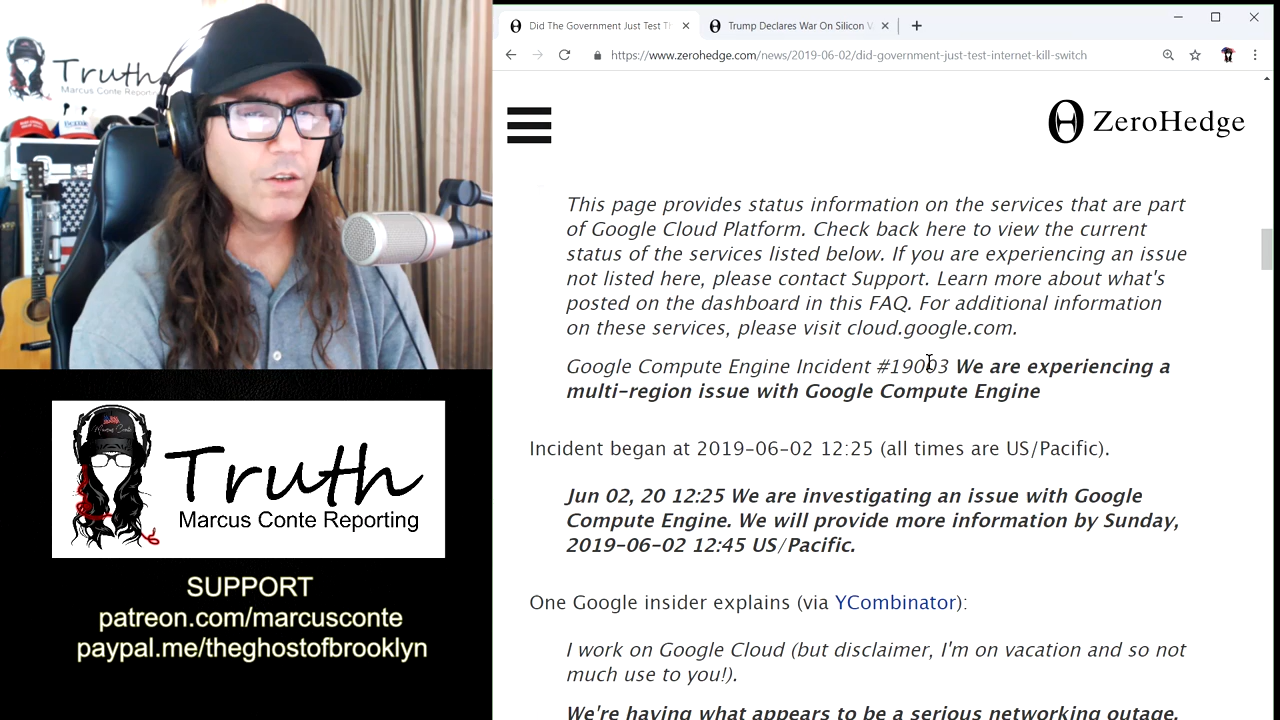 Truth
Marcus Conte Reporting
Truth
Marcus Conte Reporting
SUPPORT
patreon.com/marcusconte
paypal.me/theghostofbrooklyn
Did The Government Just Test Th
Trump Declares War On Silicon V
https://www.zerohedge.com/news/2019-06-02/did-government-just-test-internet-kill-switch
ZeroHedge
This page provides status information on the services that are part
of Google Cloud Platform. Check back here to view the current
status of the services listed below. If you are experiencing an issue
not listed here, please contact Support. Learn more about what's
posted on the dashboard in this FAQ. For additional information
on these services, please visit cloud.google.com.
Google Compute Engine Incident #19003 We are experiencing a
multi-region issue with Google Compute Engine
Incident began at 2019-06-02 12:25 (all times are US/Pacific).
Jun 02, 20 12:25 We are investigating an issue with Google
Compute Engine. We will provide more information by Sunday,
2019-06-02 12:45 US/Pacific.
One Google insider explains (via YCombinator):
I work on Google Cloud (but disclaimer, I'm on vacation and so not
much use to you!).
We're having what appears to be a serious networking outage.